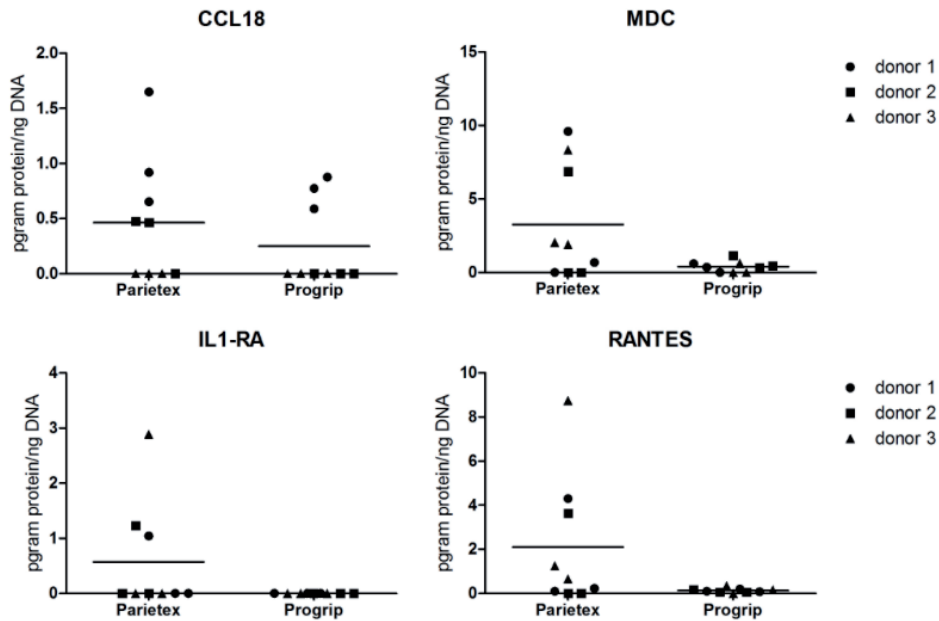 CCL18
pgram protein/ng DNA
2.0
1.5
1.0
0.5
0.0
Parietex
Progrip
MDC
pgram protein/ng DNA
15
10
5
0
Parietex
Progrip
donor 1
donor 2
donor 3
IL1-RA
pgram protein/ng DNA
4
3
2
1
0
Parietex
Progrip
RANTES
pgram protein/ng DNA
10
8
6
4
2
0
Parietex
Progrip
donor 1
donor 2
donor 3